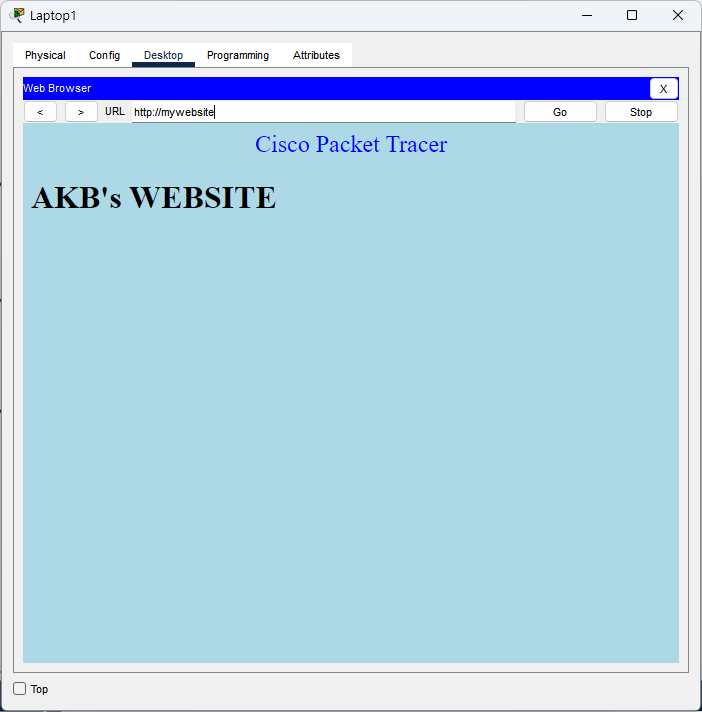 Laptop1
Physical Config Desktop Programming Attributes
Web Browser X
< > URL http://mywebsite Go Stop
Cisco Packet Tracer
AKB's WEBSITE
Top